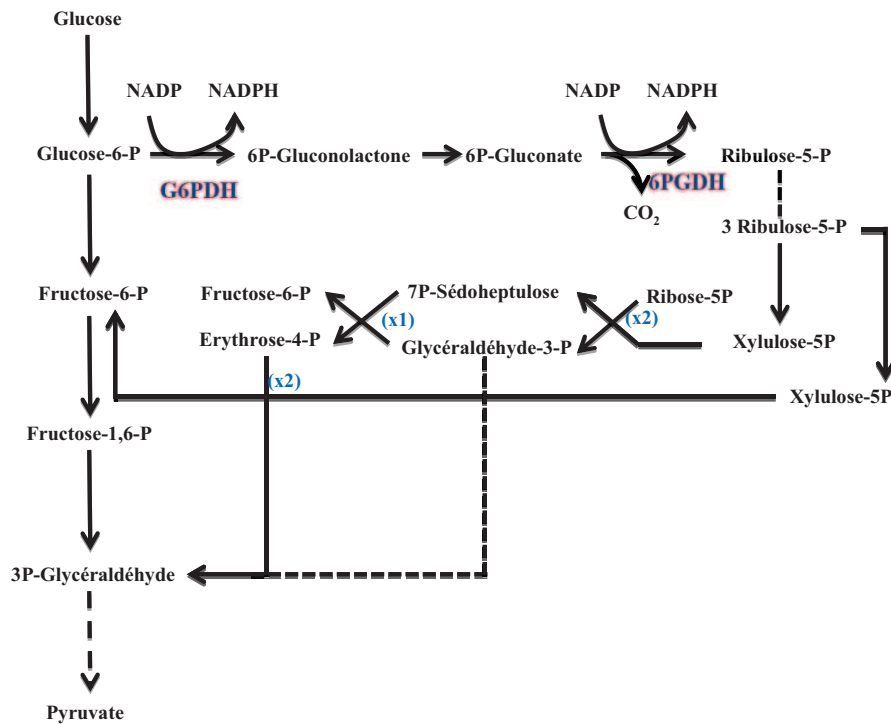 Glucose
NADP NADPH NADP NADPH
Glucose-6-P 6P-Gluconolactone 6P-Gluconate Ribulose-5-P
G6PDH 6PGDH
CO2
3 Ribulose-5-P
Fructose-6-P Fructose-6-P 7P-Sédoheptulose Ribose-5P
(x1) (x2)
Erythrose-4-P Glycéraldéhyde-3-P Xylulose-5P
(x2)
Xylulose-5P
Fructose-1,6-P
3P-Glycéraldéhyde
Pyruvate